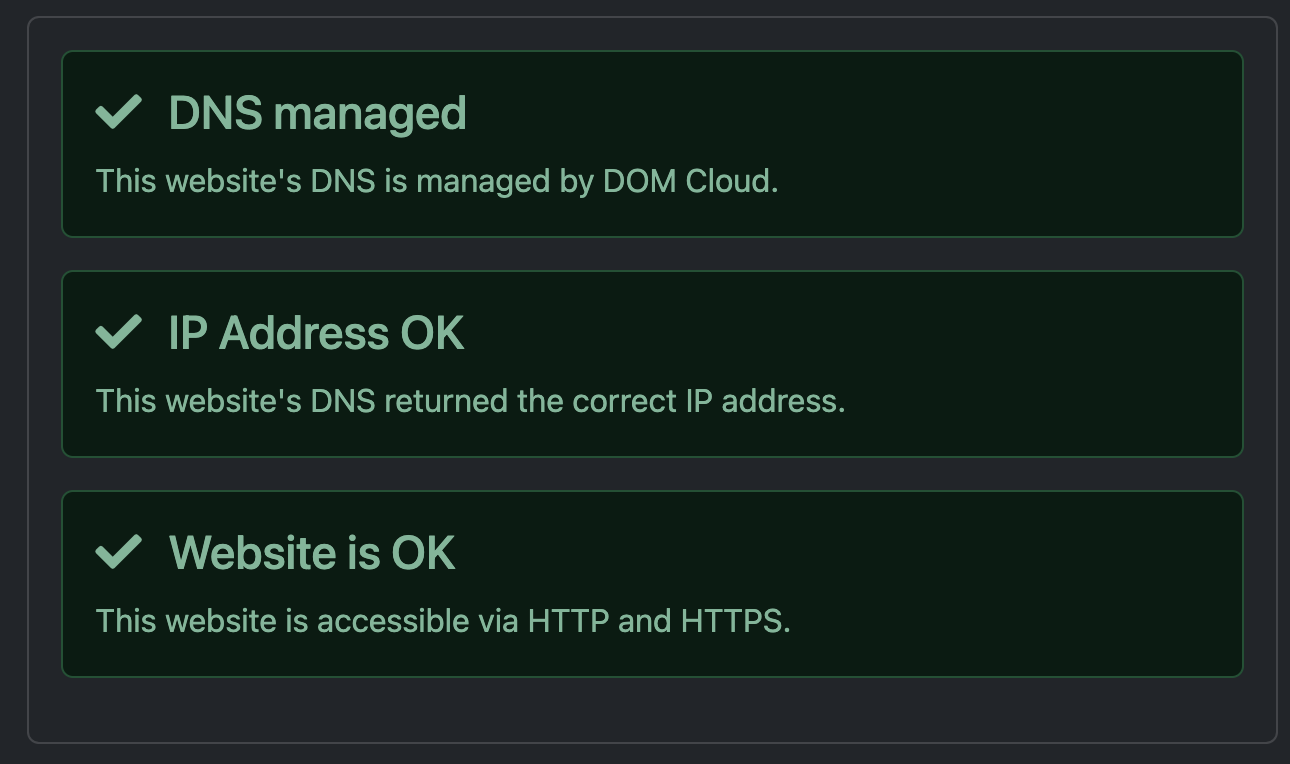 DNS managed
This website's DNS is managed by DOM Cloud.
IP Address OK
This website's DNS returned the correct IP address.
Website is OK
This website is accessible via HTTP and HTTPS.